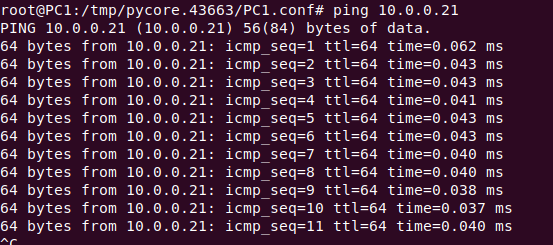 root@PC1:/tmp/pycore.43663/PC1.conf# ping 10.0.0.21
PING 10.0.0.21 (10.0.0.21) 56(84) bytes of data.
64 bytes from 10.0.0.21: icmp_seq=1 ttl=64 time=0.062 ms
64 bytes from 10.0.0.21: icmp_seq=2 ttl=64 time=0.043 ms
64 bytes from 10.0.0.21: icmp_seq=3 ttl=64 time=0.043 ms
64 bytes from 10.0.0.21: icmp_seq=4 ttl=64 time=0.041 ms
64 bytes from 10.0.0.21: icmp_seq=5 ttl=64 time=0.043 ms
64 bytes from 10.0.0.21: icmp_seq=6 ttl=64 time=0.043 ms
64 bytes from 10.0.0.21: icmp_seq=7 ttl=64 time=0.040 ms
64 bytes from 10.0.0.21: icmp_seq=8 ttl=64 time=0.040 ms
64 bytes from 10.0.0.21: icmp_seq=9 ttl=64 time=0.038 ms
64 bytes from 10.0.0.21: icmp_seq=10 ttl=64 time=0.037 ms
64 bytes from 10.0.0.21: icmp_seq=11 ttl=64 time=0.040 ms
^C